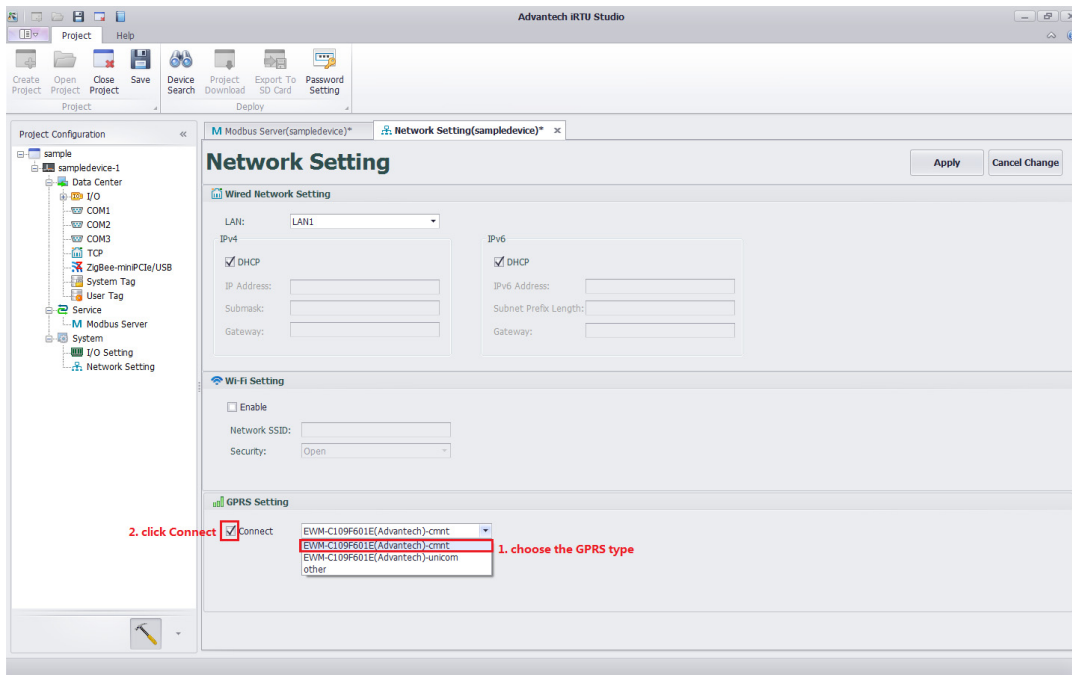 Advantech iRTU Studio
Project Help
Create Project
Open Project
Close Project
Save
Device Search
Project Download
Export To SD Card
Password Setting
Project
Deploy
Project Configuration
sample
sampledevice-1
Data Center
I/O
COM1
COM2
COM3
TCP
ZigBee-miniPCIe/USB
System Tag
User Tag
Service
Modbus Server
System
I/O Setting
Network Setting
Modbus Server(sampledevice)*
Network Setting(sampledevice)*
Network Setting
Apply
Cancel Change
Wired Network Setting
LAN: LAN1
IPv4
DHCP
IP Address:
Submask:
Gateway:
IPv6
DHCP
IPv6 Address:
Subnet Prefix Length:
Gateway:
Wi-Fi Setting
Enable
Network SSID:
Security: Open
GPRS Setting
2. click Connect
Connect EWM-C109F601E(Advantech)-cmnt
EWM-C109F601E(Advantech)-cmnt
1. choose the GPRS type
EWM-C109F601E(Advantech)-unicom
other